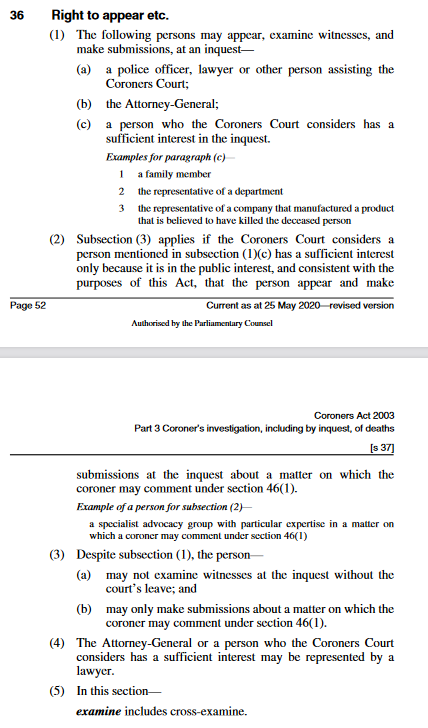 36 Right to appear etc.
(1) The following persons may appear, examine witnesses, and
make submissions, at an inquest—
(a) a police officer, lawyer or other person assisting the
Coroners Court;
(b) the Attorney-General;
(c) a person who the Coroners Court considers has a
sufficient interest in the inquest.
Examples for paragraph (c)—
1 a family member
2 the representative of a department
3 the representative of a company that manufactured a product
that is believed to have killed the deceased person
(2) Subsection (3) applies if the Coroners Court considers a
person mentioned in subsection (1)(c) has a sufficient interest
only because it is in the public interest, and consistent with the
purposes of this Act, that the person appear and make
Page 52 Current as at 25 May 2020—revised version
Authorised by the Parliamentary Counsel
Coroners Act 2003
Part 3 Coroner's investigation, including by inquest, of deaths
[s 37]
submissions at the inquest about a matter on which the
coroner may comment under section 46(1).
Example of a person for subsection (2)—
a specialist advocacy group with particular expertise in a matter on
which a coroner may comment under section 46(1)
(3) Despite subsection (1), the person—
(a) may not examine witnesses at the inquest without the
court's leave; and
(b) may only make submissions about a matter on which the
coroner may comment under section 46(1).
(4) The Attorney-General or a person who the Coroners Court
considers has a sufficient interest may be represented by a
lawyer.
(5) In this section—
examine includes cross-examine.